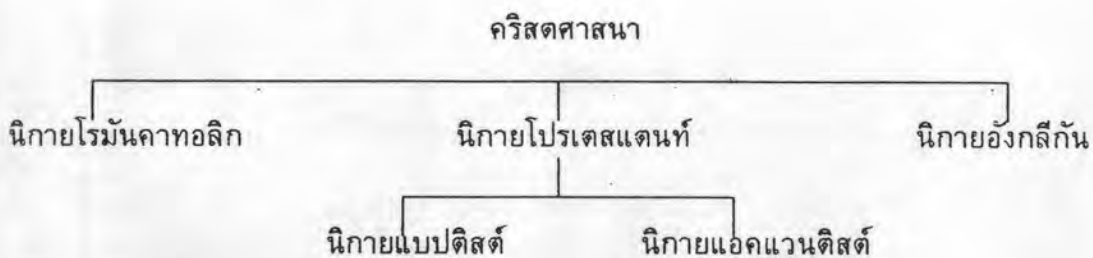 คริสตศาสนา
นิกายโรมันคาทอลิก นิกายโปรเตสแตนท์ นิกายอังกลีกัน
นิกายแบปติสต์ นิกายแอดแวนติสต์